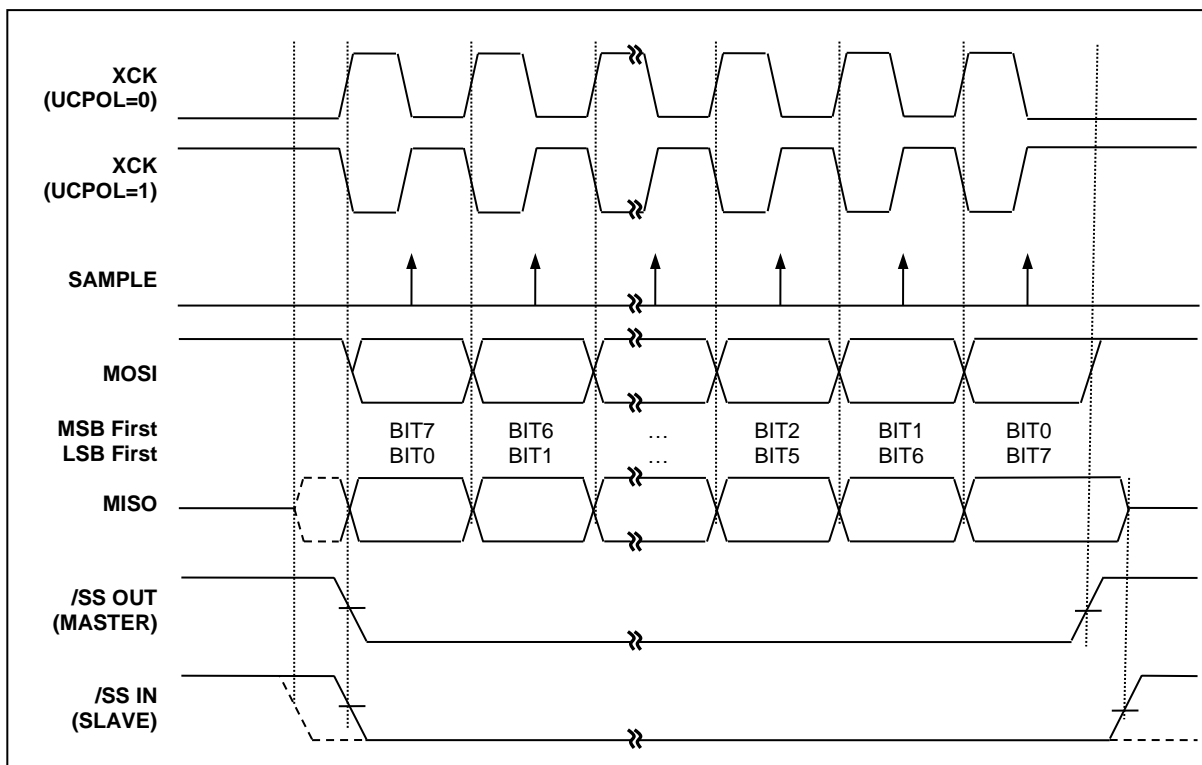 XCK
(UCPOL=0)
XCK
(UCPOL=1)
SAMPLE
MOSI
MSB First BIT7 BIT6 … BIT2 BIT1 BIT0
LSB First BIT0 BIT1 … BIT5 BIT6 BIT7
MISO
/SS OUT
(MASTER)
/SS IN
(SLAVE)